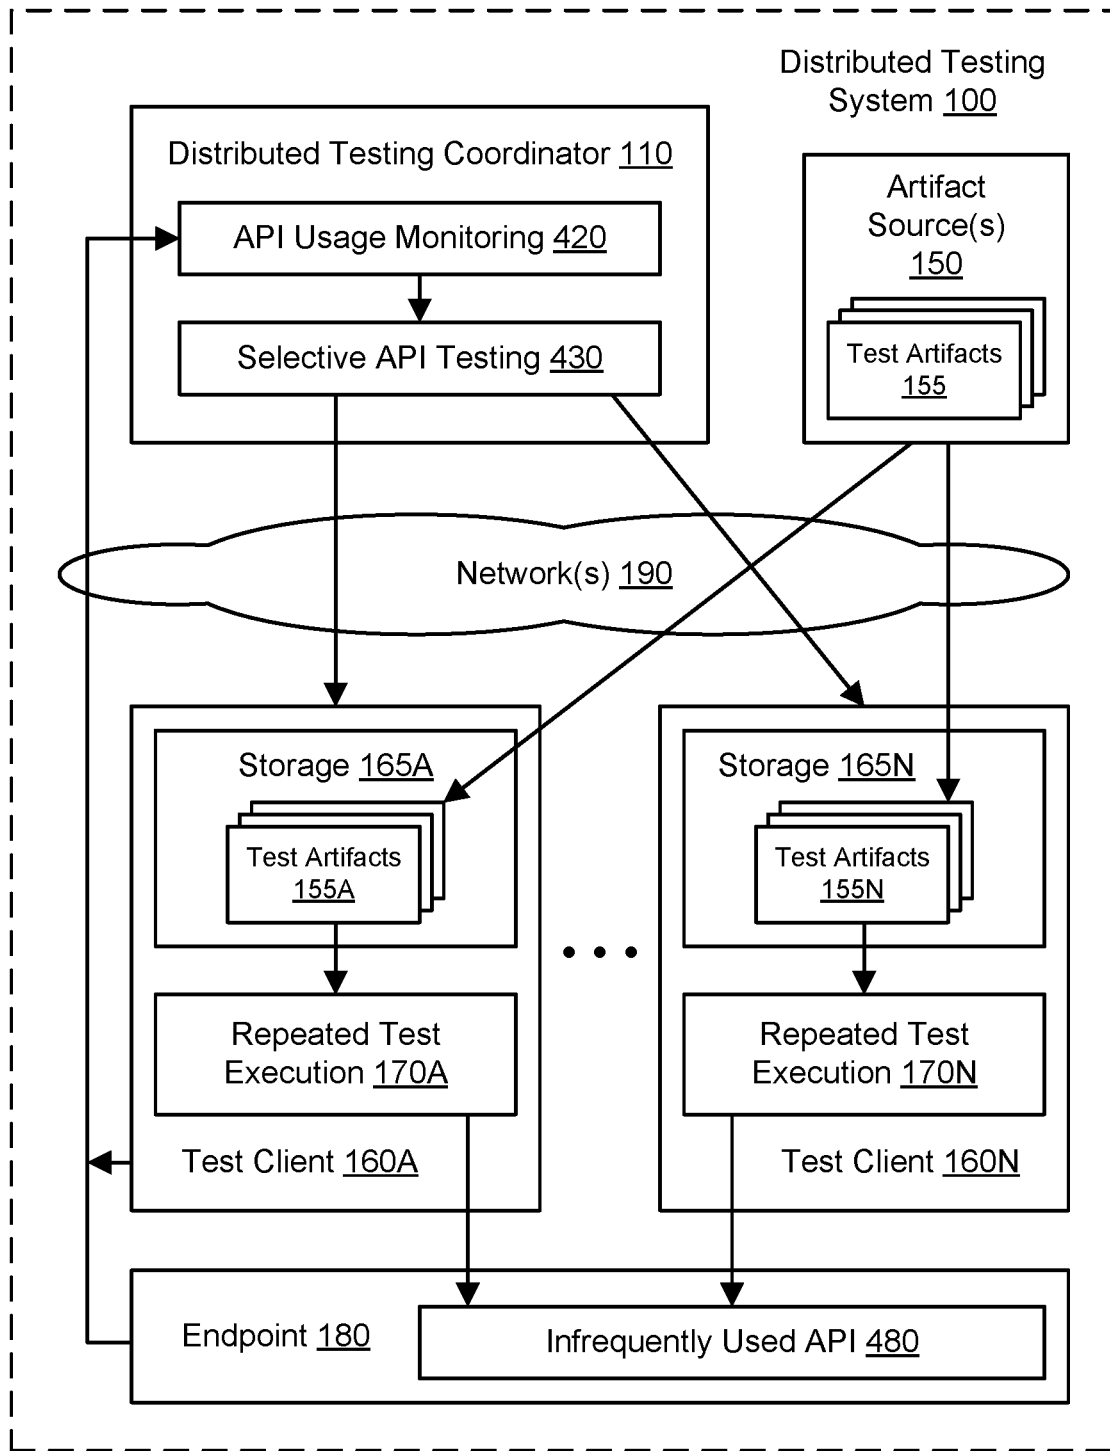 Distributed Testing
System 100
Distributed Testing Coordinator 110
API Usage Monitoring 420
Selective API Testing 430
Artifact
Source(s)
150
Test Artifacts
155
Network(s) 190
Storage 165A
Test Artifacts
155A
Repeated Test
Execution 170A
Test Client 160A
Storage 165N
Test Artifacts
155N
Repeated Test
Execution 170N
Test Client 160N
Endpoint 180
Infrequently Used API 480